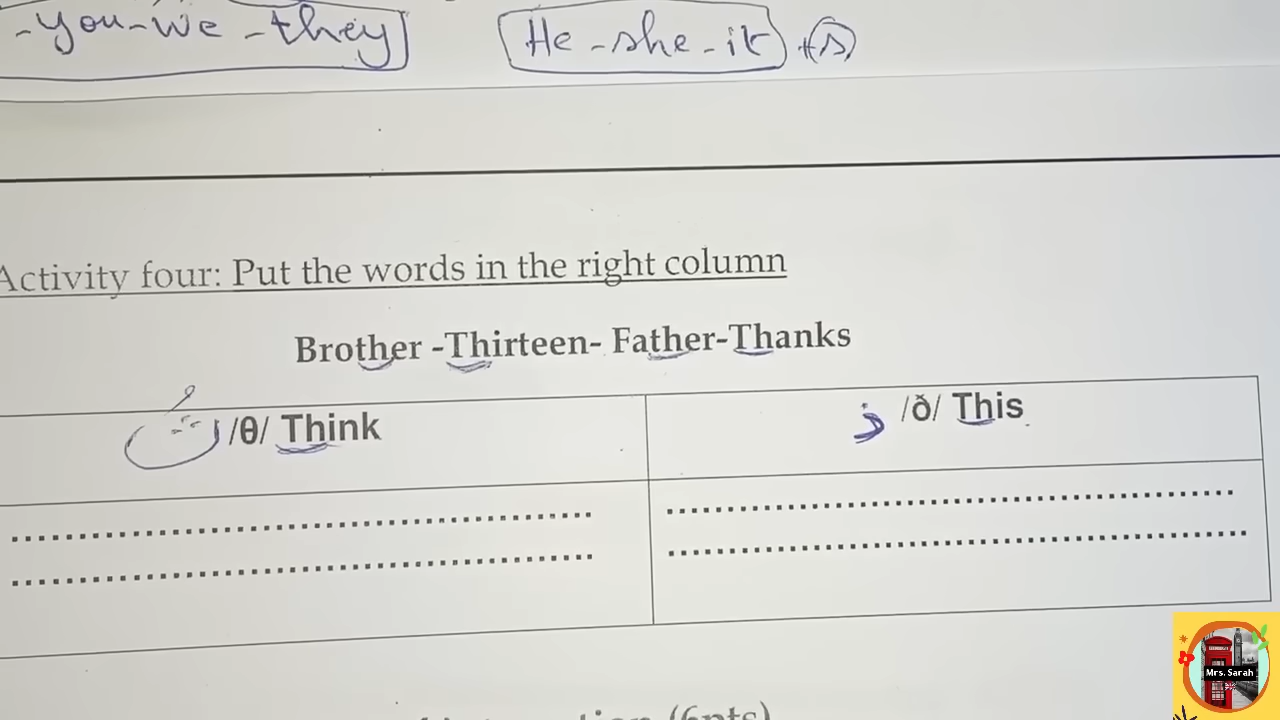 -you-we-they
He-she-it +(s)
Activity four: Put the words in the right column
Brother -Thirteen- Father-Thanks
ث /θ/ Think
ذ /ð/ This
(6pts)
Mrs. Sarah